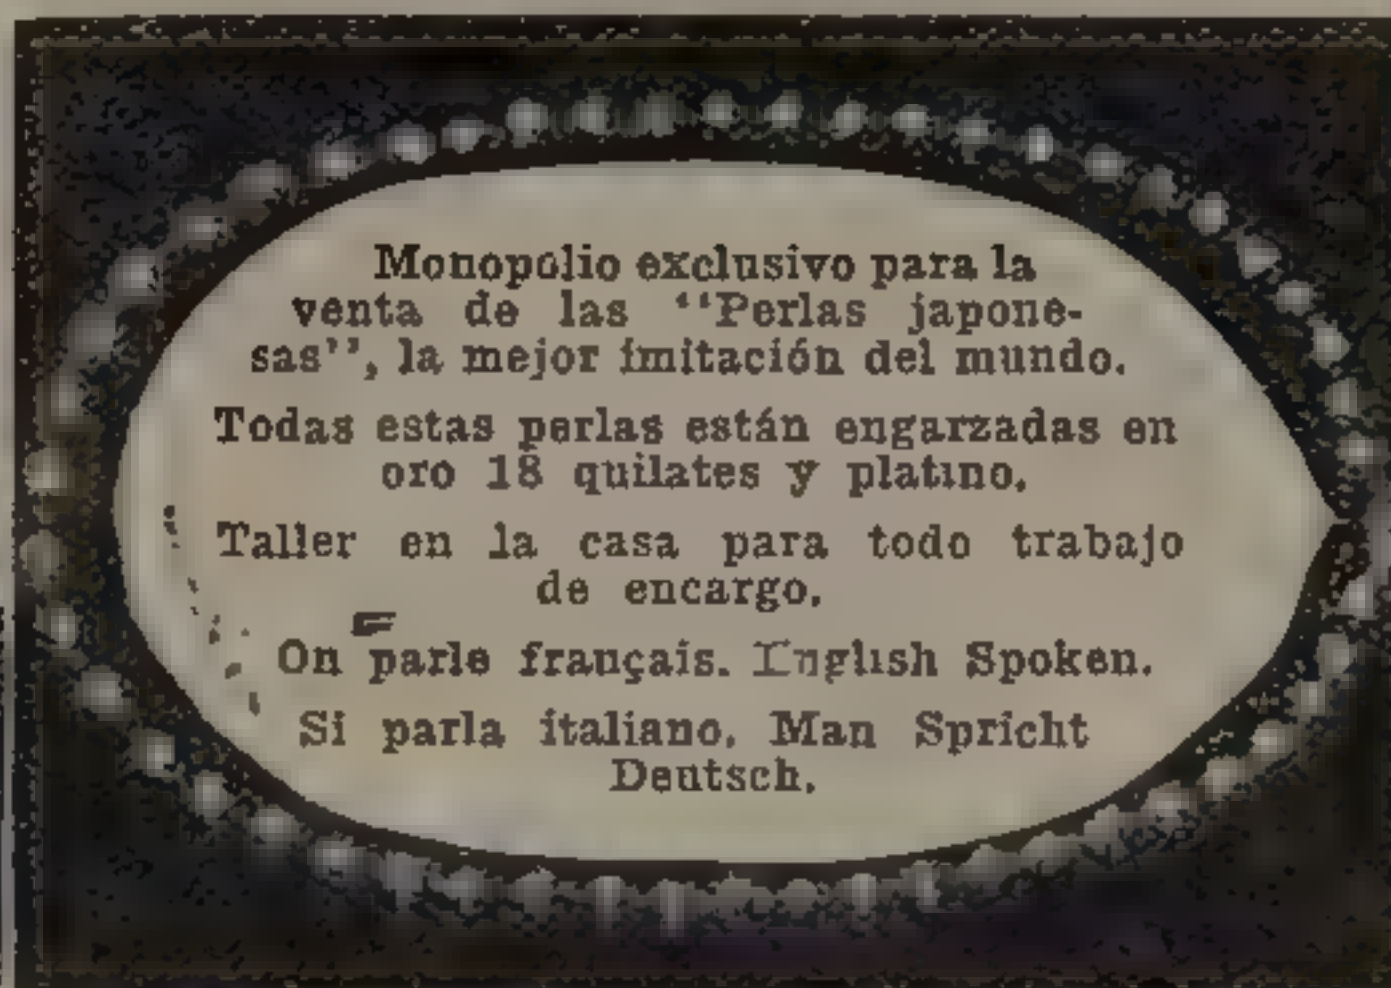 Monopolio exclusivo para la
venta de las "Perlas japone-
sas", la mejor imitación del mundo.
Todas estas perlas están engarzadas en
oro 18 quilates y platino.
Taller en la casa para todo trabajo
de encargo.
On parle français. English Spoken.
Si parla italiano. Man Spricht
Deutsch.